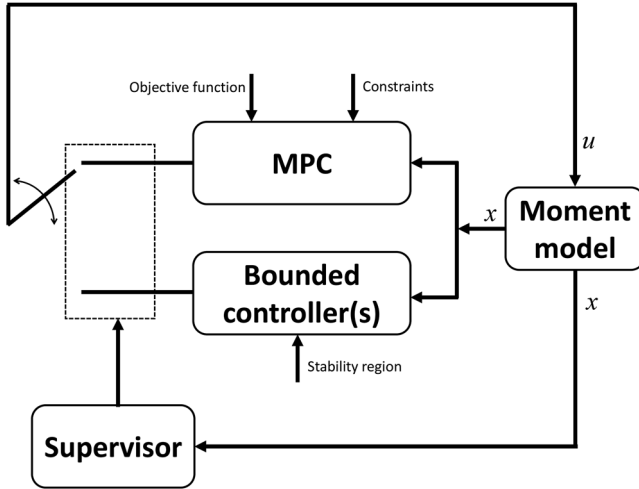 Objective function
Constraints
MPC
u
x
Moment
model
Bounded
controller(s)
x
Stability region
Supervisor